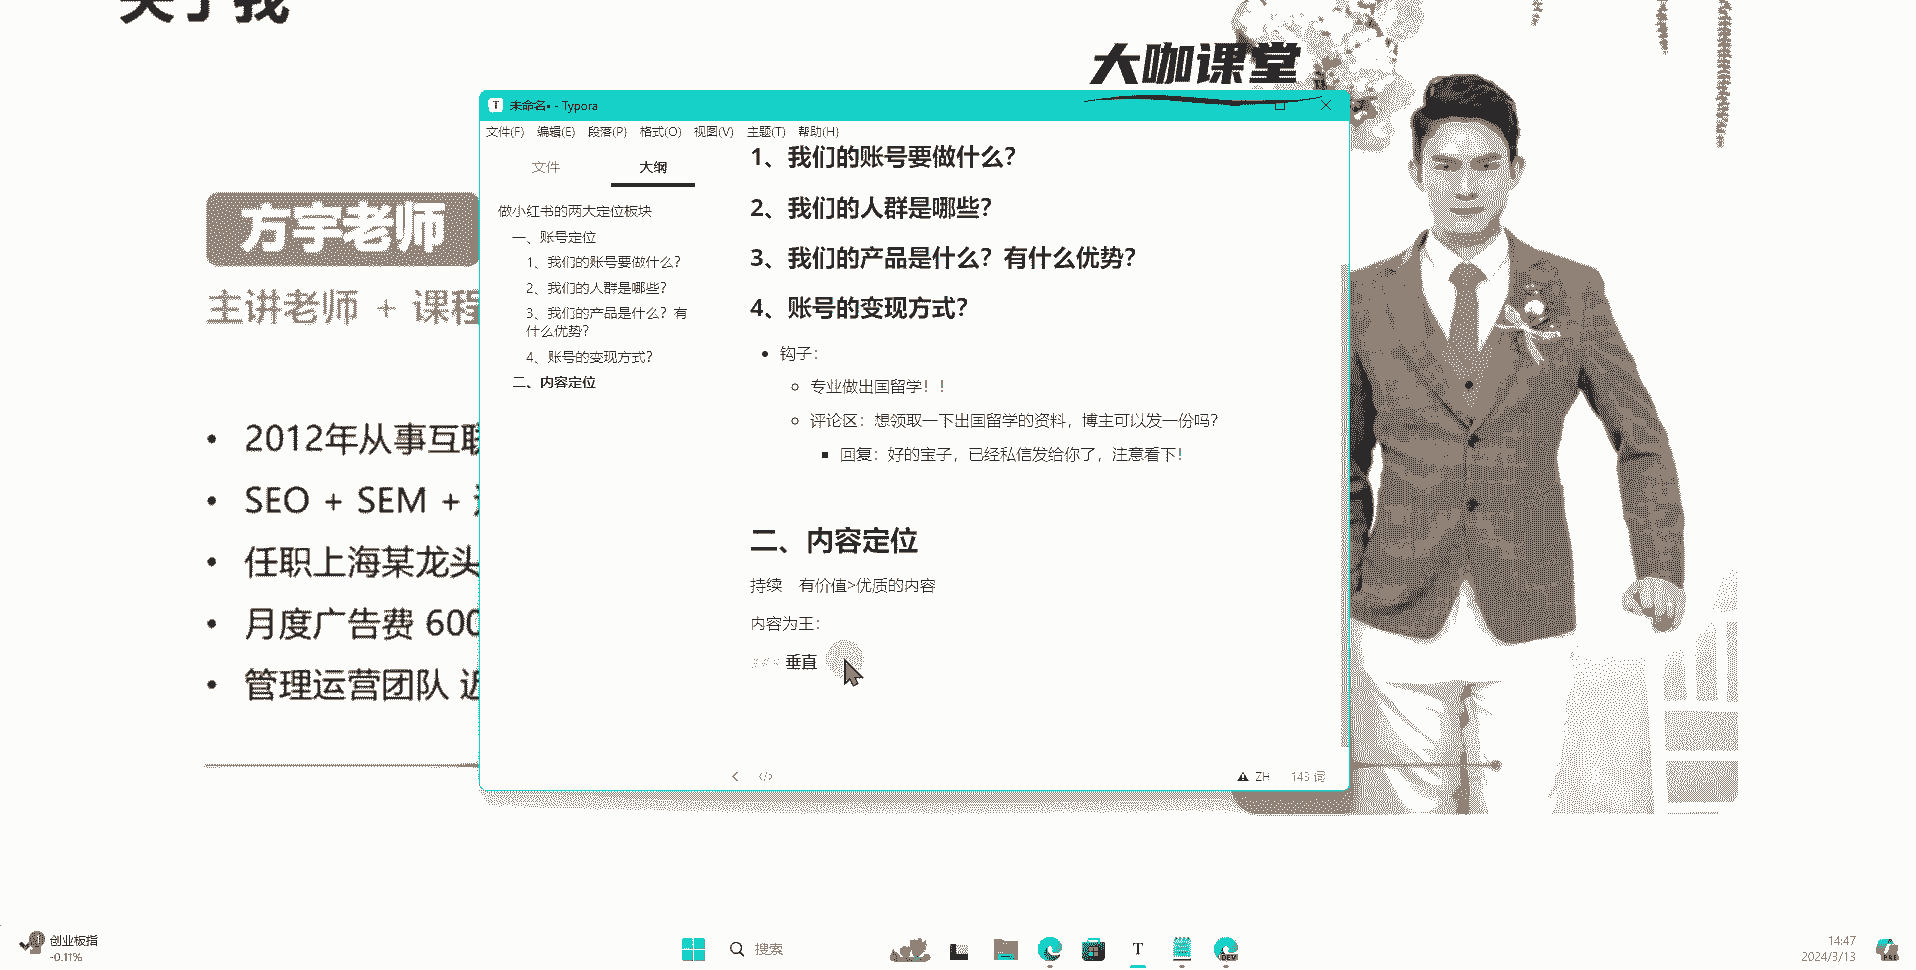 关于我
大咖课堂
方宇老师
主讲老师 + 课程
2012年从事互联
SEO + SEM +
任职上海某龙头
月度广告费 600
管理运营团队 近
未命名• - Typora
文件(F) 编辑(E) 段落(P) 格式(O) 视图(V) 主题(T) 帮助(H)
文件 大纲
做小红书的两大定位板块
一、账号定位
1、我们的账号要做什么？
2、我们的人群是哪些？
3、我们的产品是什么？有
什么优势？
4、账号的变现方式？
二、内容定位
1、我们的账号要做什么？
2、我们的人群是哪些？
3、我们的产品是什么？有什么优势？
4、账号的变现方式？
钩子：
专业做出国留学！！
评论区：想领取一下出国留学的资料，博主可以发一份吗？
回复：好的宝子，已经私信发给你了，注意看下！
二、内容定位
持续 有价值>优质的内容
内容为王：
垂直
</> ZH 145 词
创业板指
-0.11%
搜索
T
DEV
14:47
2024/3/13
PRE